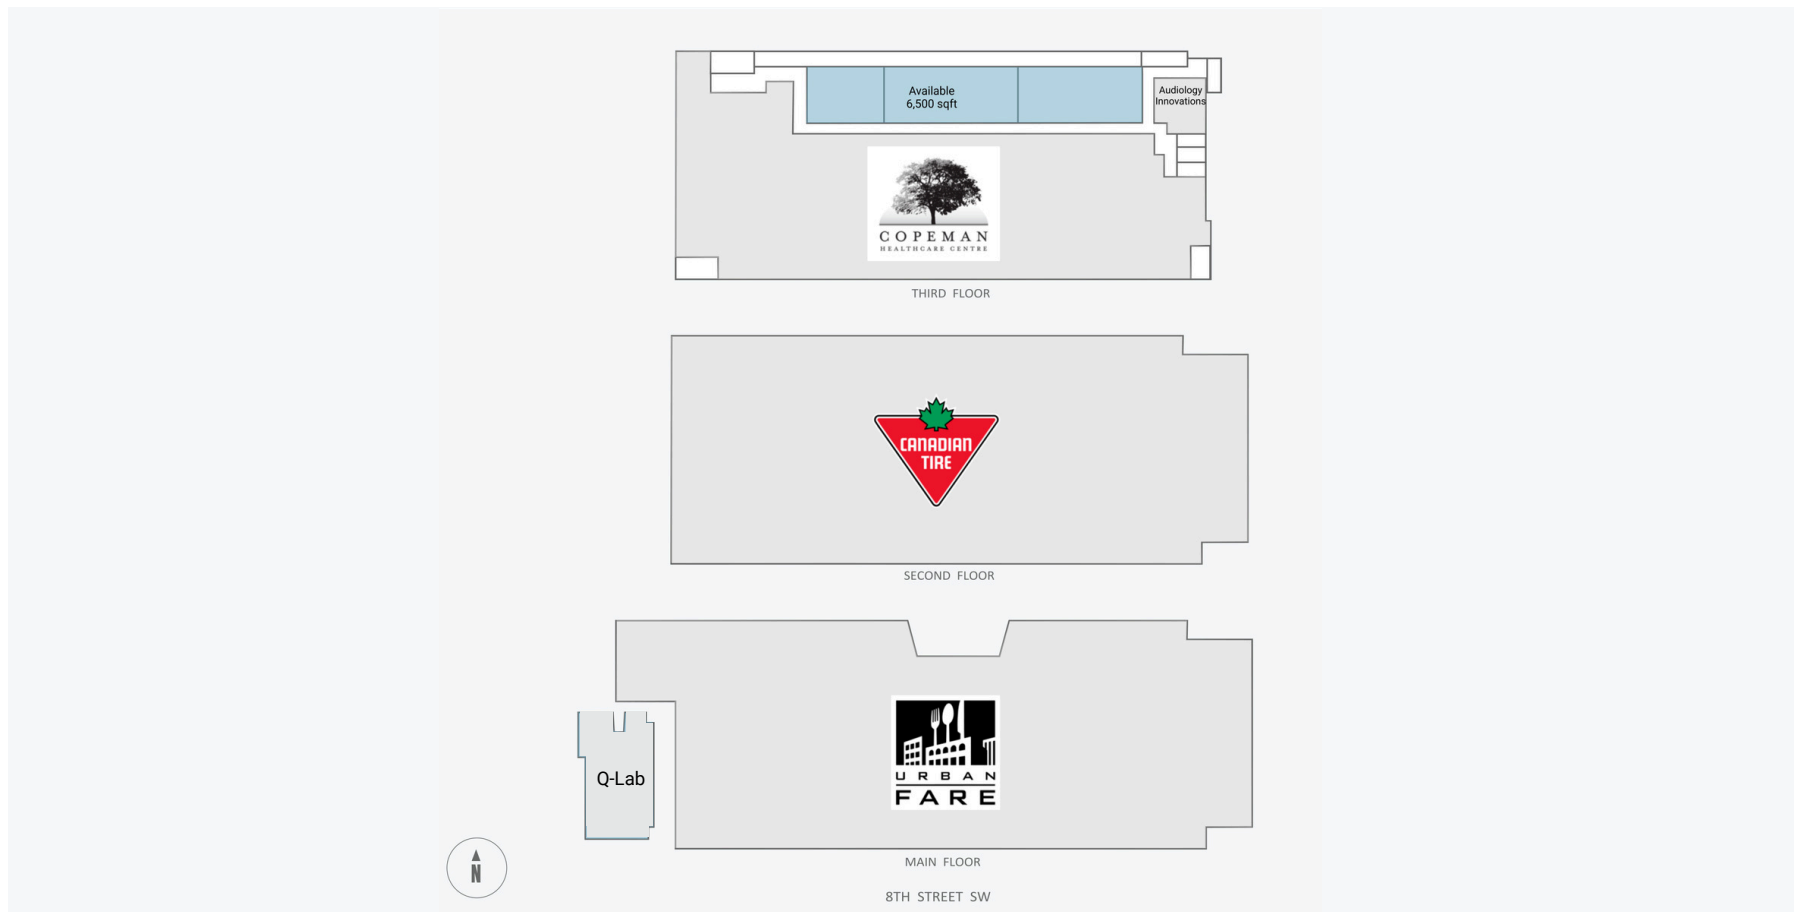 Available
6,500 sqft
Audiology
Innovations
COPEMAN
HEALTHCARE CENTRE
THIRD FLOOR
CANADIAN
TIRE
SECOND FLOOR
URBAN
FARE
Q-Lab
N
MAIN FLOOR
8TH STREET SW